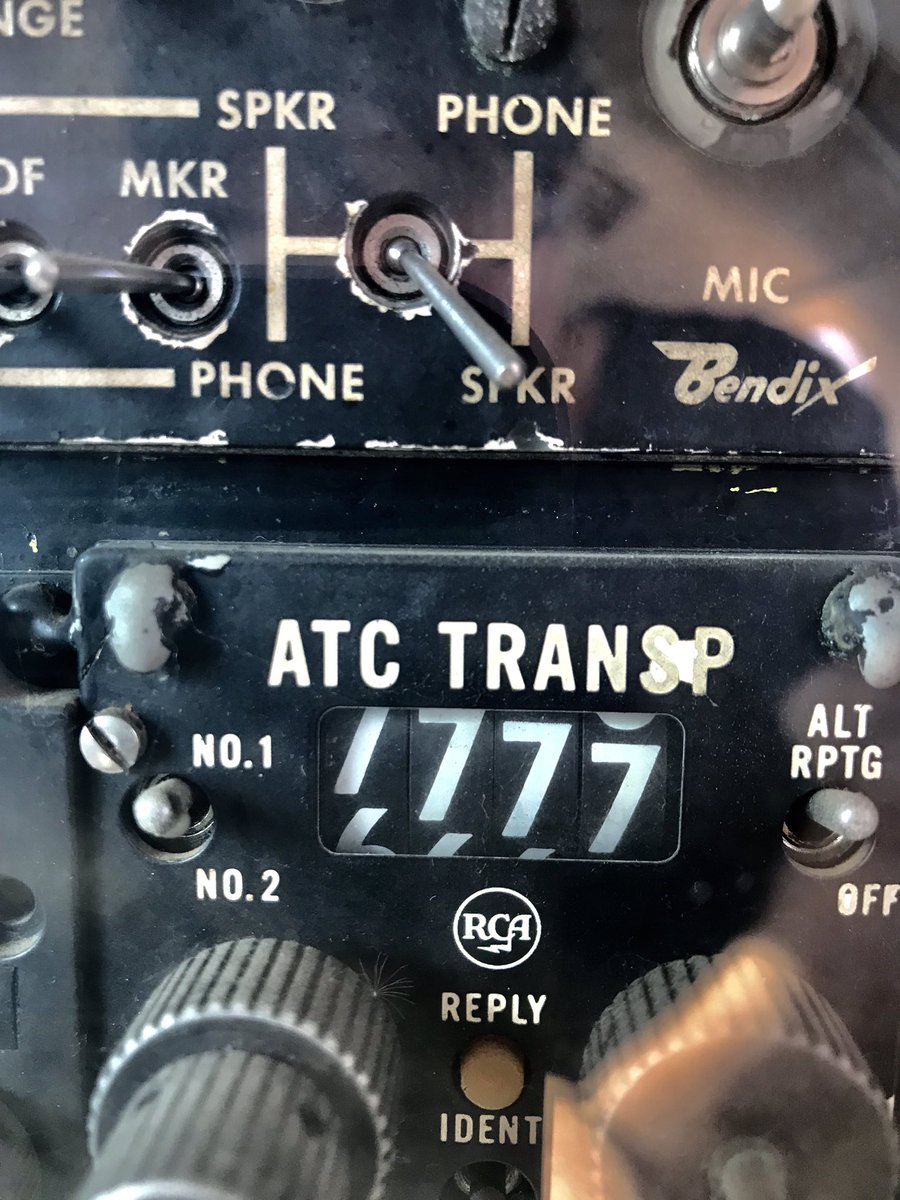 NGE
SPKR PHONE
DF MKR
MIC
PHONE SPKR Bendix
ATC TRANSP
ALT
NO.1 7777 RPTG
NO.2 OFF
RCA
REPLY
IDENT